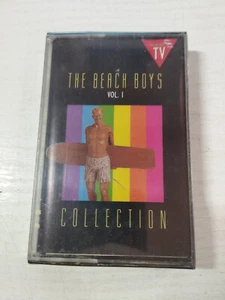 TV
THE BEACH BOYS
VOL. 1
COLLECTION